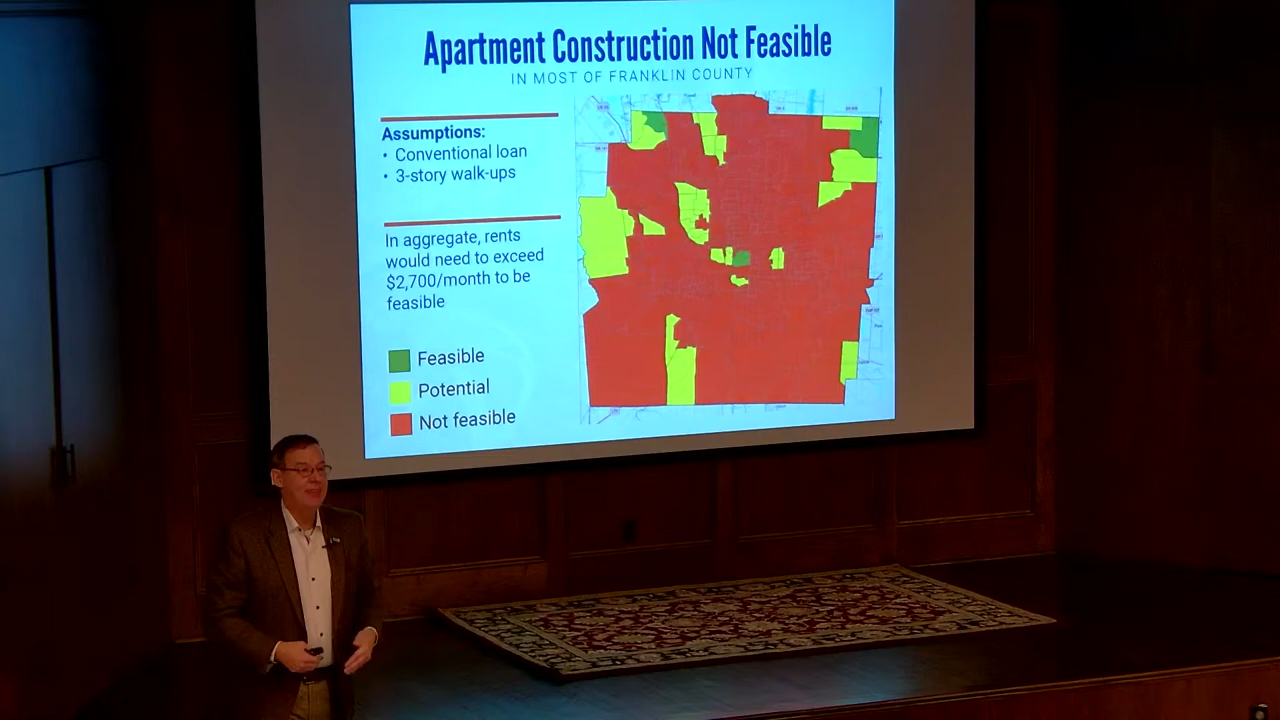 Apartment Construction Not Feasible
IN MOST OF FRANKLIN COUNTY
Assumptions:
• Conventional loan
• 3-story walk-ups
In aggregate, rents
would need to exceed
$2,700/month to be
feasible
Feasible
Potential
Not feasible